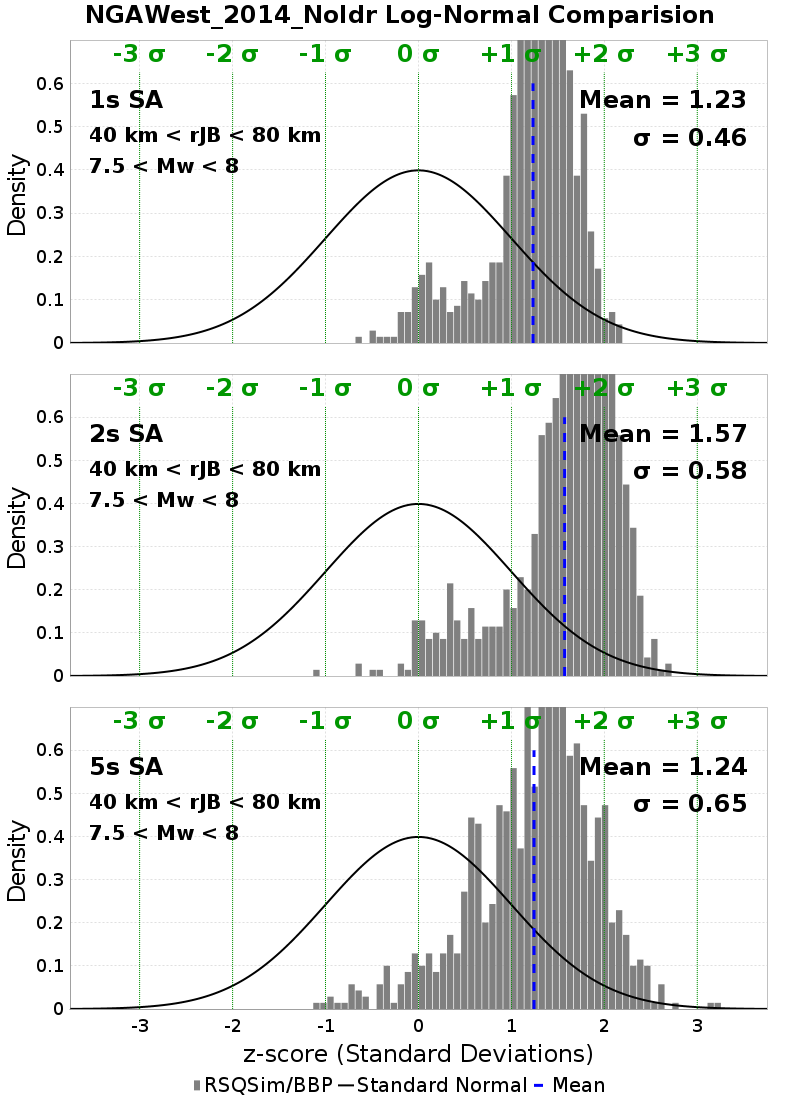 NGAWest_2014_NoIdr Log-Normal Comparision
-3 σ -2 σ -1 σ 0 σ +1 σ +2 σ +3 σ
1s SA
Mean = 1.23
40 km < rJB < 80 km
σ = 0.46
7.5 < Mw < 8
0.6
0.5
0.4
0.3
0.2
0.1
0
Density
-3 σ -2 σ -1 σ 0 σ +1 σ +2 σ +3 σ
2s SA
Mean = 1.57
40 km < rJB < 80 km
σ = 0.58
7.5 < Mw < 8
0.6
0.5
0.4
0.3
0.2
0.1
0
Density
-3 σ -2 σ -1 σ 0 σ +1 σ +2 σ +3 σ
5s SA
Mean = 1.24
40 km < rJB < 80 km
σ = 0.65
7.5 < Mw < 8
0.6
0.5
0.4
0.3
0.2
0.1
0
Density
-3 -2 -1 0 1 2 3
z-score (Standard Deviations)
RSQSim/BBP Standard Normal Mean